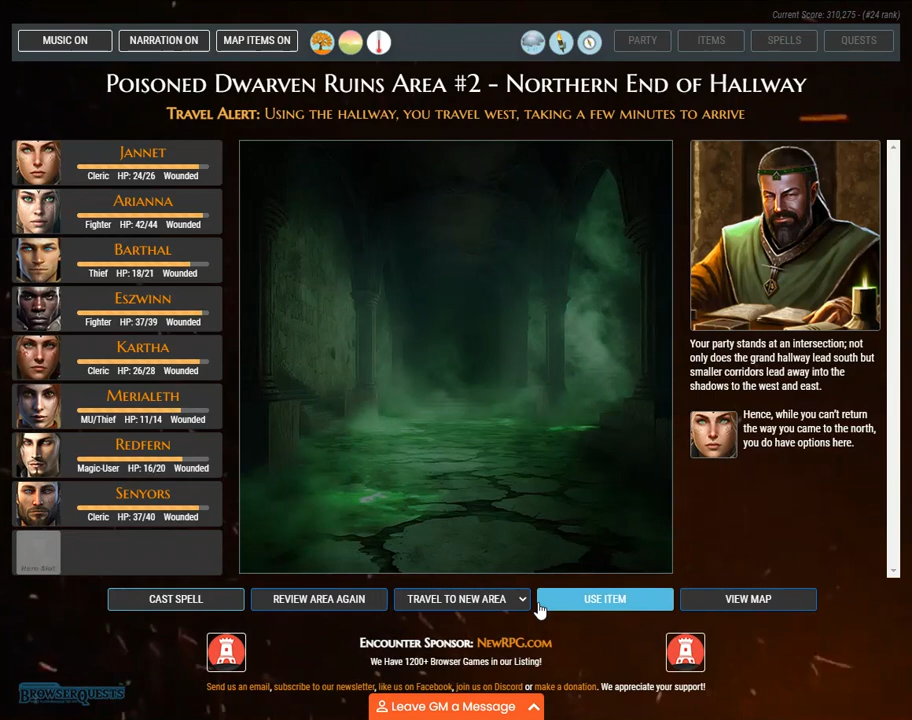 Current Score: 310,275 - (#24 rank)
MUSIC ON
NARRATION ON
MAP ITEMS ON
PARTY
ITEMS
SPELLS
QUESTS
Poisoned Dwarven Ruins Area #2 - Northern End of Hallway
Travel Alert: Using the hallway, you travel west, taking a few minutes to arrive
Jannet
Cleric HP: 24/26 Wounded
Arianna
Fighter HP: 42/44 Wounded
Barthal
Thief HP: 18/21 Wounded
Eszwinn
Fighter HP: 37/39 Wounded
Kartha
Cleric HP: 26/28 Wounded
Merialeth
MU/Thief HP: 11/14 Wounded
Redfern
Magic-User HP: 16/20 Wounded
Senyors
Cleric HP: 37/40 Wounded
Hero Slot
Your party stands at an intersection; not
only does the grand hallway lead south but
smaller corridors lead away into the
shadows to the west and east.
Hence, while you can't return
the way you came to the north,
you do have options here.
CAST SPELL
REVIEW AREA AGAIN
TRAVEL TO NEW AREA
USE ITEM
VIEW MAP
Encounter Sponsor: NewRPG.com
We Have 1200+ Browser Games in our Listing!
BrowserQuests
Send us an email, subscribe to our newsletter, like us on Facebook, join us on Discord or make a donation. We appreciate your support!
Leave GM a Message